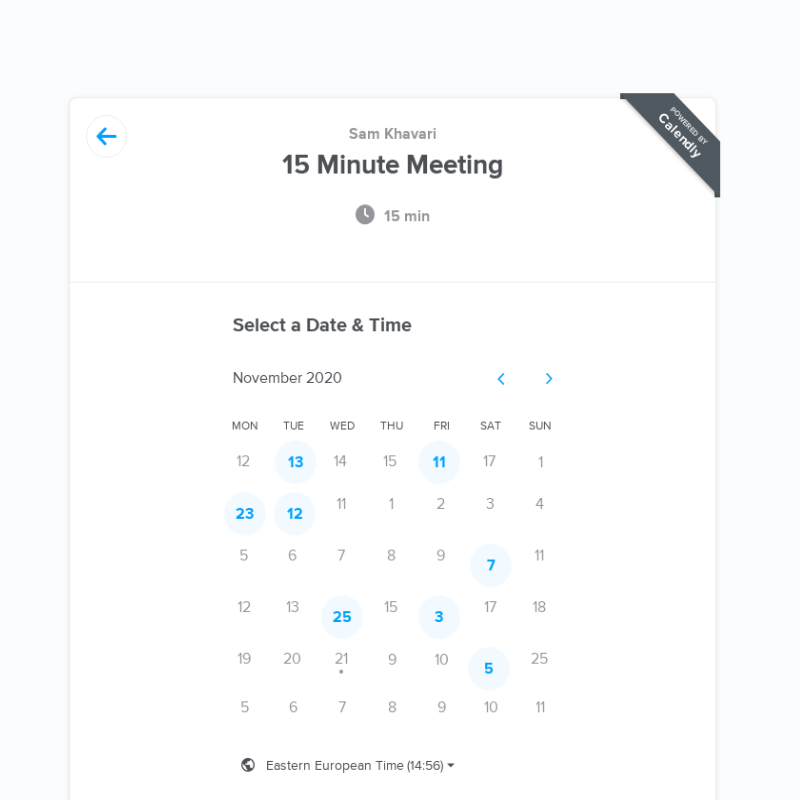 POWERED BY
Calendly
Sam Khavari
15 Minute Meeting
15 min
Select a Date & Time
November 2020
MON TUE WED THU FRI SAT SUN
12 13 14 15 11 17 1
23 12 11 1 2 3 4
5 6 7 8 9 7 11
12 13 25 15 3 17 18
19 20 21 9 10 5 25
5 6 7 8 9 10 11
Eastern European Time (14:56)